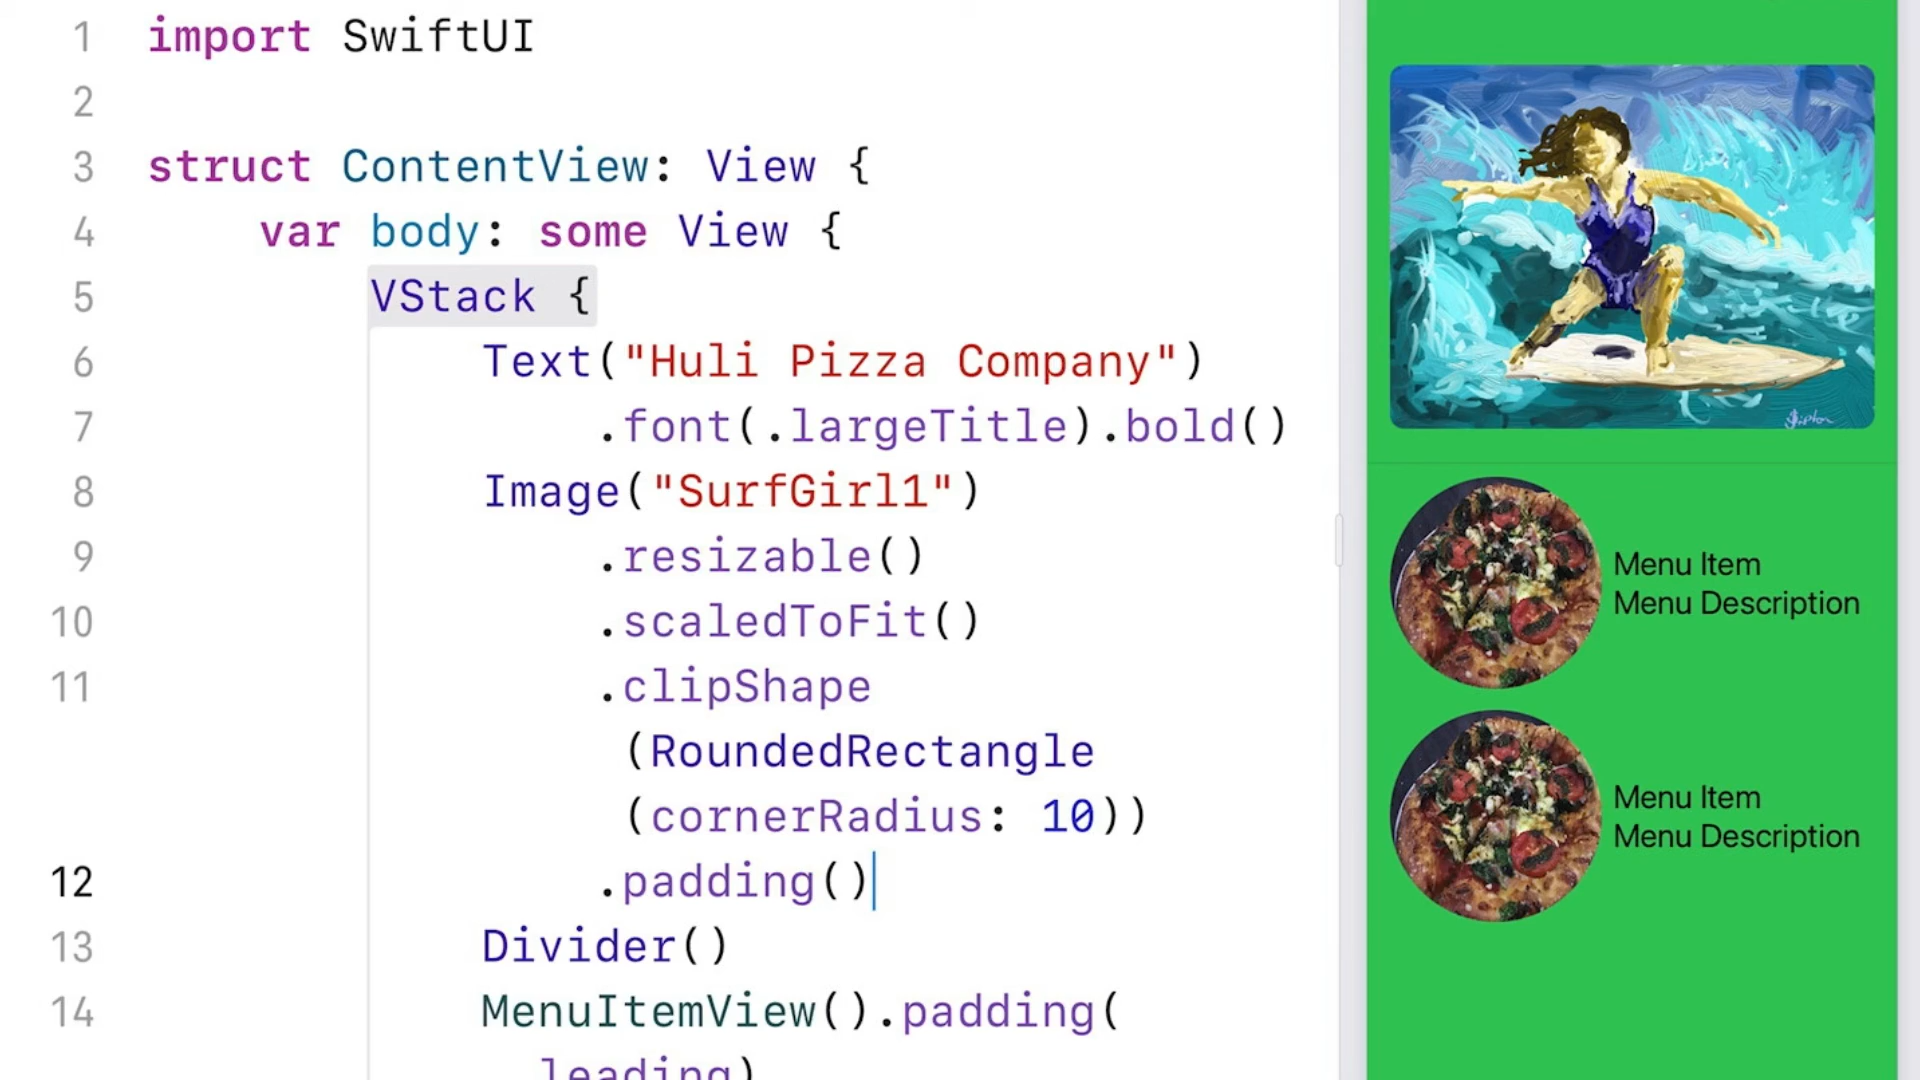 1 import SwiftUI
2
3 struct ContentView: View {
4 var body: some View {
5 VStack {
6 Text("Huli Pizza Company")
7 .font(.largeTitle).bold()
8 Image("SurfGirl1")
9 .resizable()
10 .scaledToFit()
11 .clipShape
(RoundedRectangle
(cornerRadius: 10))
12 .padding()
13 Divider()
14 MenuItemView().padding(
leading)
Menu Item
Menu Description
Menu Item
Menu Description